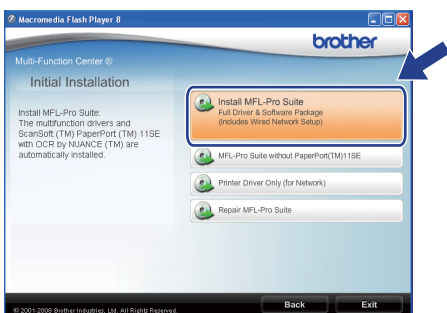 Macromedia Flash Player 8
brother
Multi-Function Center ®
Initial Installation
Install MFL-Pro Suite:
The multifunction drivers and
ScanSoft (TM) PaperPort (TM) 11SE
with OCR by NUANCE (TM) are
automatically installed.
Install MFL-Pro Suite
Full Driver & Software Package
(Includes Wired Network Setup)
MFL-Pro Suite without PaperPort(TM)11SE
Printer Driver Only (for Network)
Repair MFL-Pro Suite
© 2001-2008 Brother Industries, Ltd. All Rights Reserved.
Back
Exit